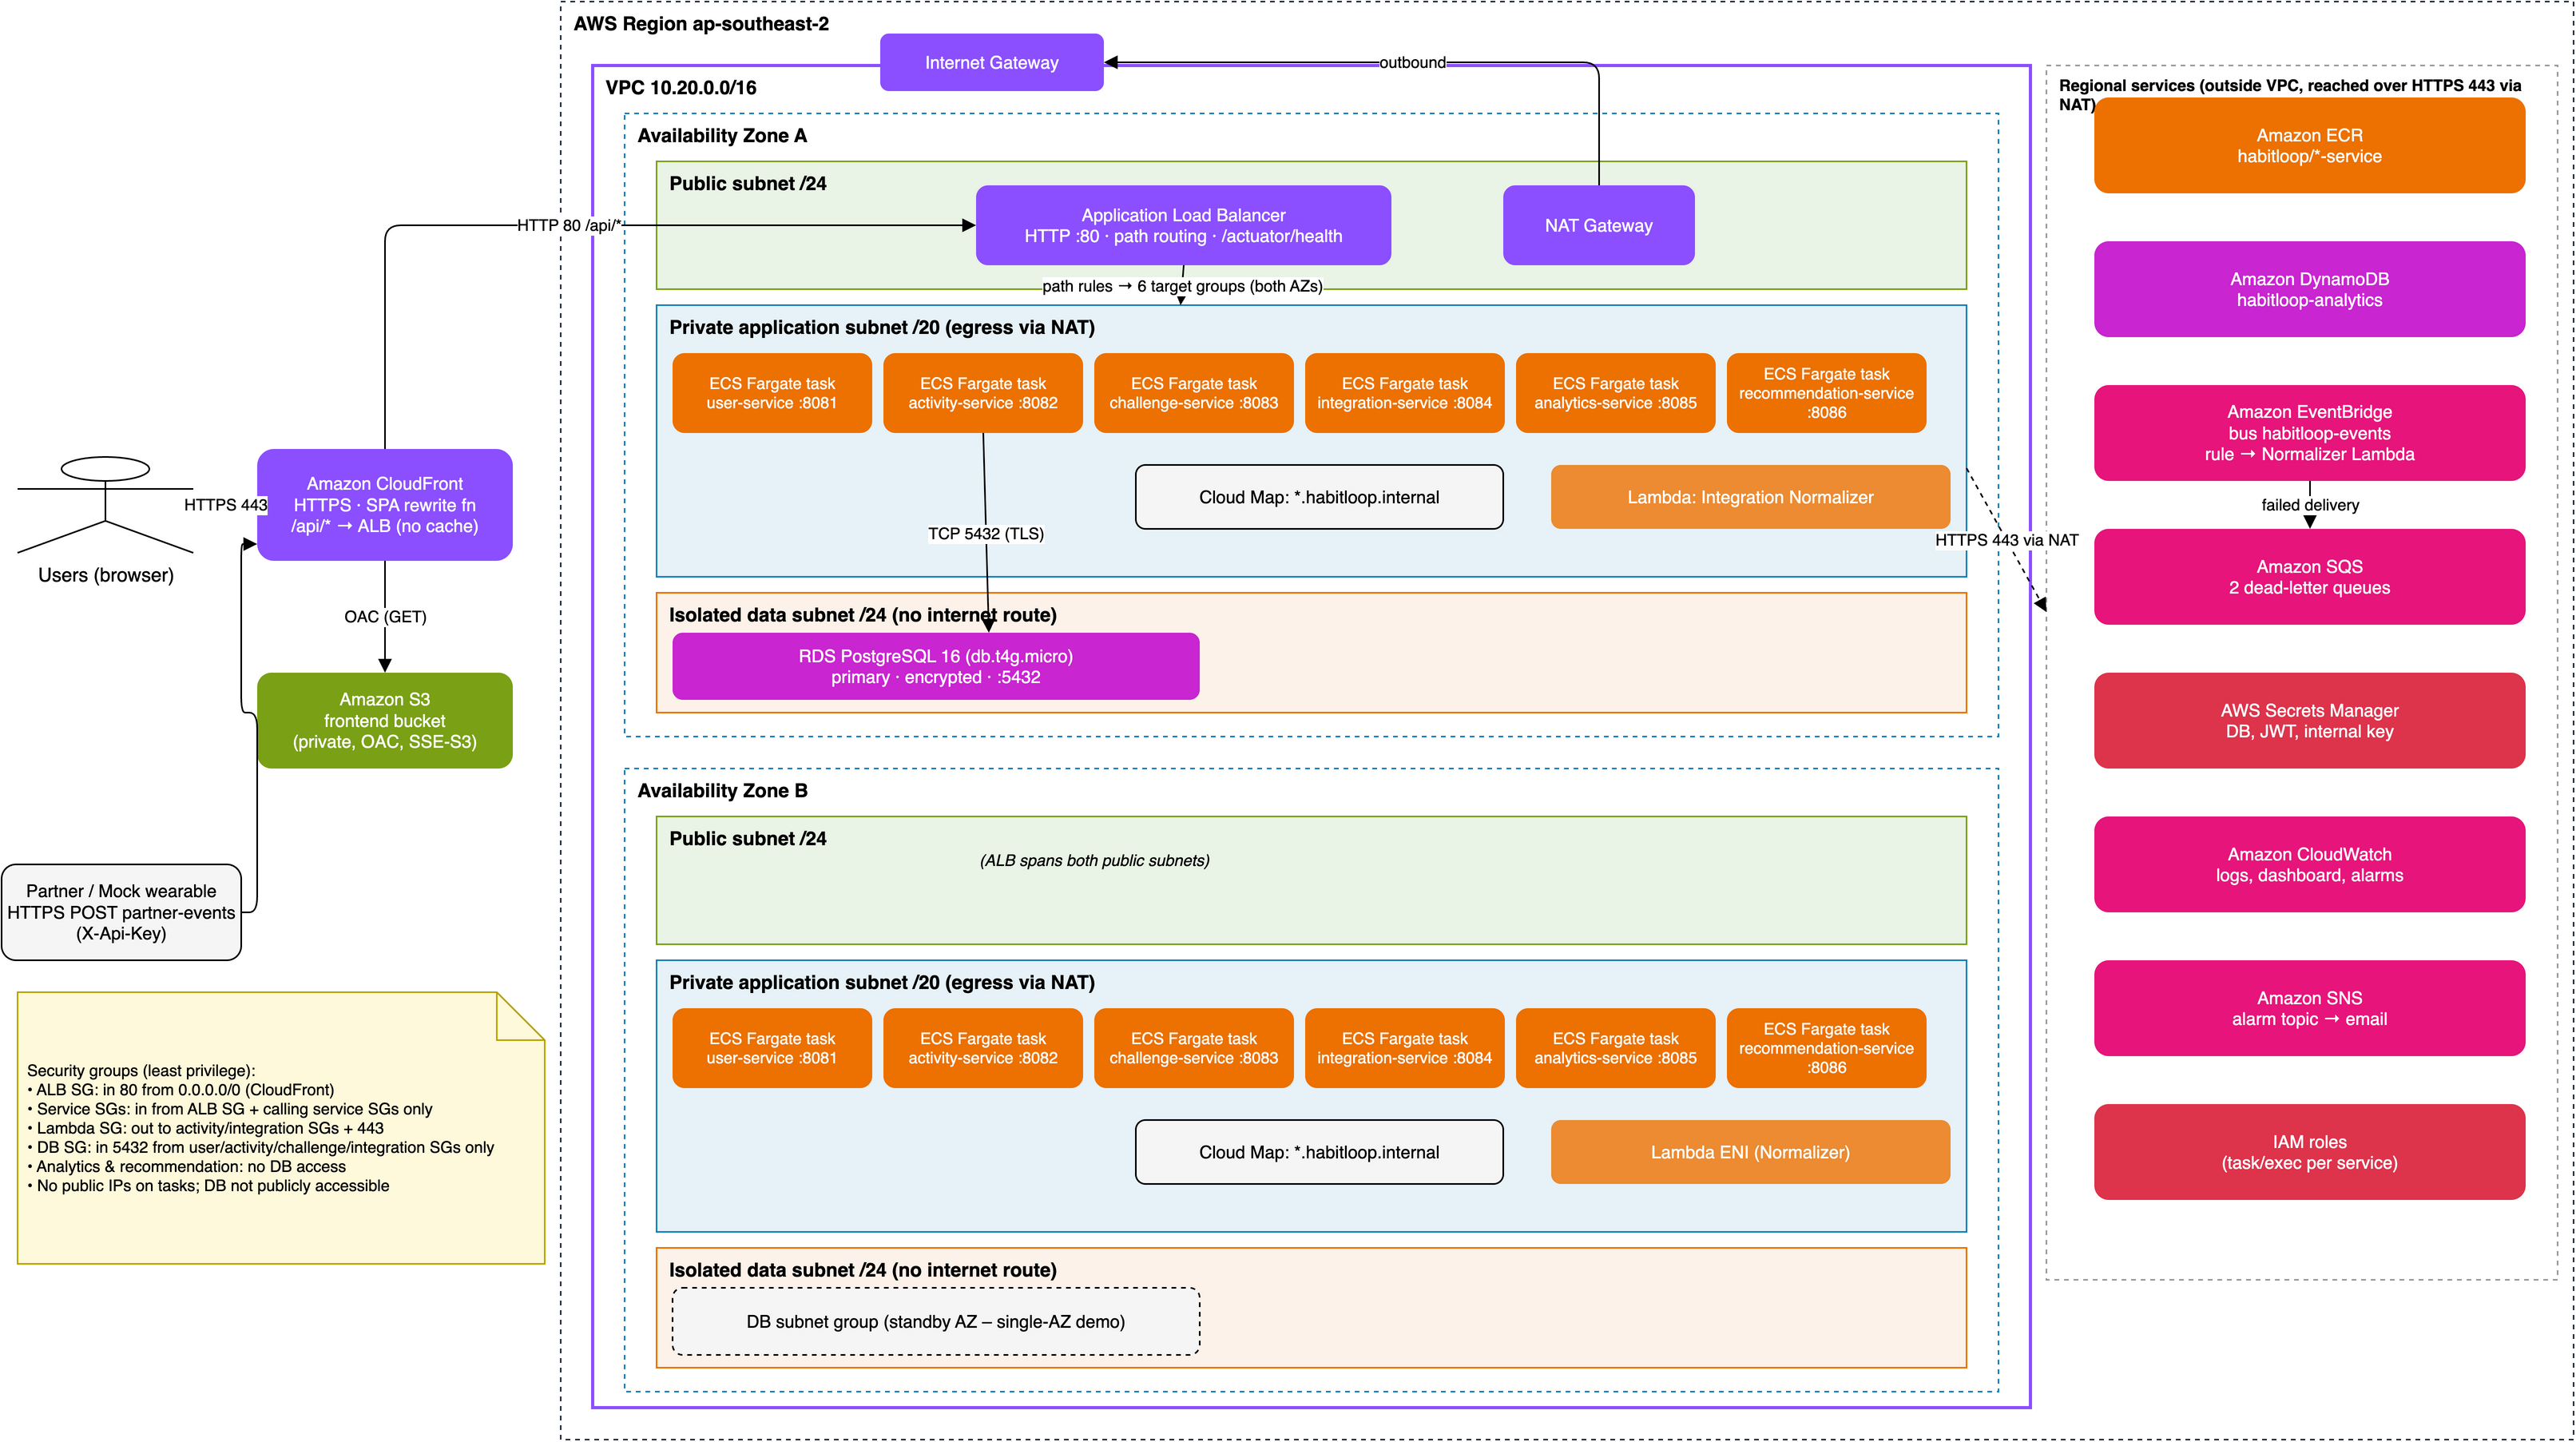 AWS Region ap-southeast-2
Internet Gateway
outbound
VPC 10.20.0.0/16
Availability Zone A
Public subnet /24
Application Load Balancer
HTTP :80 · path routing · /actuator/health
NAT Gateway
HTTP 80 /api/*
path rules → 6 target groups (both AZs)
Private application subnet /20 (egress via NAT)
ECS Fargate task
user-service :8081
ECS Fargate task
activity-service :8082
ECS Fargate task
challenge-service :8083
ECS Fargate task
integration-service :8084
ECS Fargate task
analytics-service :8085
ECS Fargate task
recommendation-service
:8086
Cloud Map: *.habitloop.internal
Lambda: Integration Normalizer
TCP 5432 (TLS)
HTTPS 443 via NAT
Isolated data subnet /24 (no internet route)
RDS PostgreSQL 16 (db.t4g.micro)
primary · encrypted · :5432
Availability Zone B
Public subnet /24
(ALB spans both public subnets)
Private application subnet /20 (egress via NAT)
ECS Fargate task
user-service :8081
ECS Fargate task
activity-service :8082
ECS Fargate task
challenge-service :8083
ECS Fargate task
integration-service :8084
ECS Fargate task
analytics-service :8085
ECS Fargate task
recommendation-service
:8086
Cloud Map: *.habitloop.internal
Lambda ENI (Normalizer)
Isolated data subnet /24 (no internet route)
DB subnet group (standby AZ – single-AZ demo)
Regional services (outside VPC, reached over HTTPS 443 via
NAT)
Amazon ECR
habitloop/*-service
Amazon DynamoDB
habitloop-analytics
Amazon EventBridge
bus habitloop-events
rule → Normalizer Lambda
failed delivery
Amazon SQS
2 dead-letter queues
AWS Secrets Manager
DB, JWT, internal key
Amazon CloudWatch
logs, dashboard, alarms
Amazon SNS
alarm topic → email
IAM roles
(task/exec per service)
Users (browser)
HTTPS 443
Amazon CloudFront
HTTPS · SPA rewrite fn
/api/* → ALB (no cache)
OAC (GET)
Amazon S3
frontend bucket
(private, OAC, SSE-S3)
Partner / Mock wearable
HTTPS POST partner-events
(X-Api-Key)
Security groups (least privilege):
• ALB SG: in 80 from 0.0.0.0/0 (CloudFront)
• Service SGs: in from ALB SG + calling service SGs only
• Lambda SG: out to activity/integration SGs + 443
• DB SG: in 5432 from user/activity/challenge/integration SGs only
• Analytics & recommendation: no DB access
• No public IPs on tasks; DB not publicly accessible